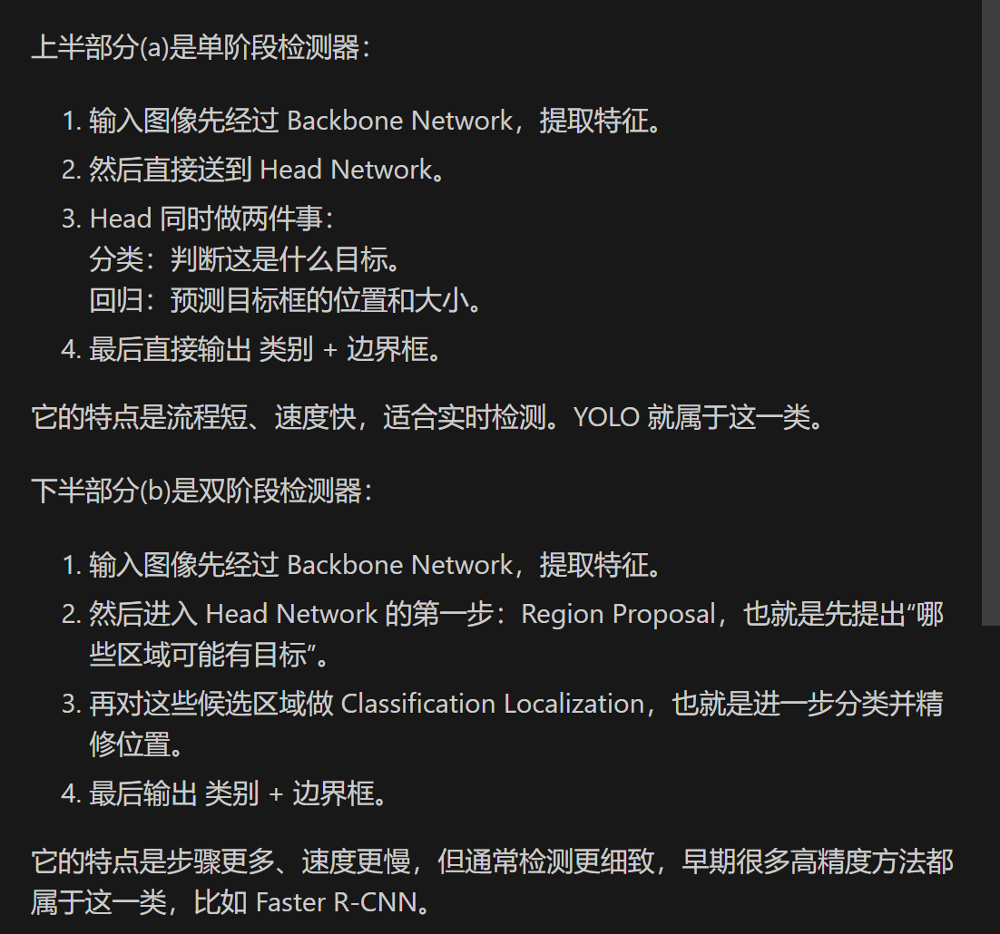 上半部分(a)是单阶段检测器：
1. 输入图像先经过 Backbone Network，提取特征。
2. 然后直接送到 Head Network。
3. Head 同时做两件事：
分类：判断这是什么目标。
回归：预测目标框的位置和大小。
4. 最后直接输出 类别 + 边界框。
它的特点是流程短、速度快，适合实时检测。YOLO 就属于这一类。
下半部分(b)是双阶段检测器：
1. 输入图像先经过 Backbone Network，提取特征。
2. 然后进入 Head Network 的第一步：Region Proposal，也就是先提出“哪
些区域可能有目标”。
3. 再对这些候选区域做 Classification Localization，也就是进一步分类并精
修位置。
4. 最后输出 类别 + 边界框。
它的特点是步骤更多、速度更慢，但通常检测更细致，早期很多高精度方法都
属于这一类，比如 Faster R-CNN。